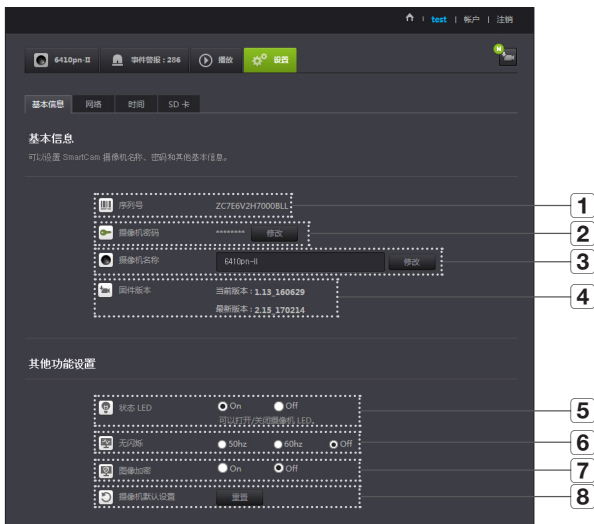 test | 帐户 | 注销
6410pn-II 事件警报 : 286 播放 设置
N
基本信息 网络 时间 SD 卡
基本信息
可以设置 SmartCam 摄像机名称、密码和其他基本信息。
序列号 ZC7E6V2H7000BLL 1
摄像机密码 ******** 修改 2
摄像机名称 6410pn-II 修改 3
固件版本 当前版本 : 1.13_160629 4
最新版本 : 2.15_170214
其他功能设置
状态 LED On Off 5
可以打开/关闭摄像机 LED。
无闪烁 50hz 60hz Off 6
图像加密 On Off 7
摄像机默认设置 重置 8